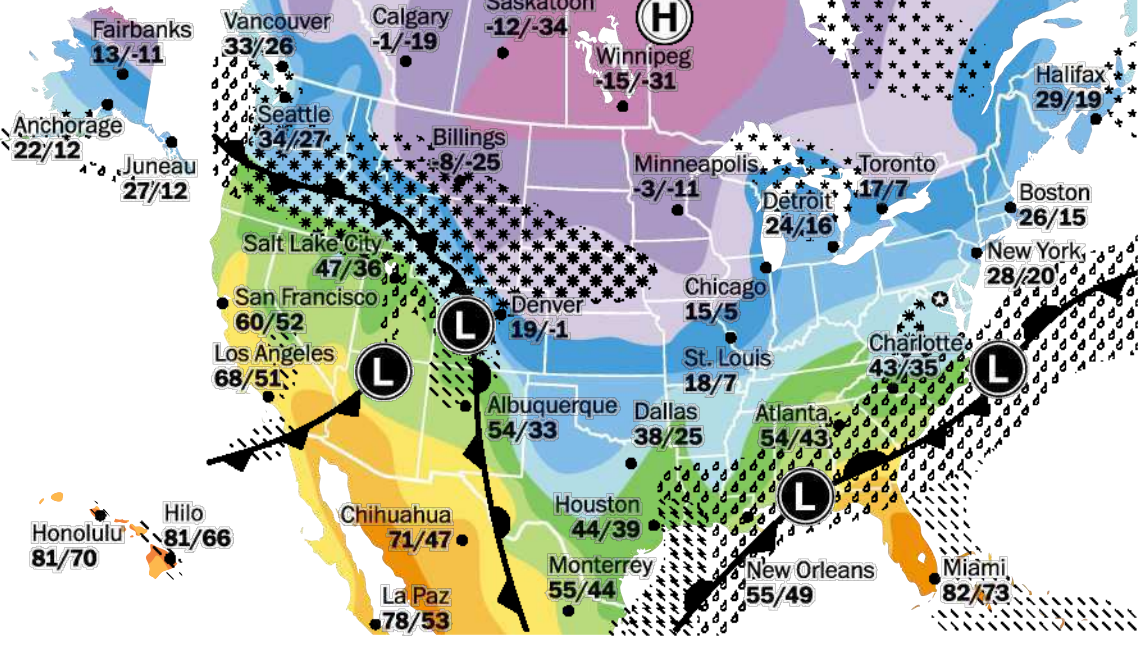 Saskatoon
-12/-34
H
Vancouver
33/26
Calgary
-1/-19
Fairbanks
13/-11
Winnipeg
-15/-31
Halifax
29/19
Seattle
34/27
Anchorage
22/12
Billings
-8/-25
Juneau
27/12
Minneapolis
-3/-11
Toronto
17/7
Detroit
24/16
Boston
26/15
Salt Lake City
47/36
New York
28/20
San Francisco
60/52
Denver
19/-1
Chicago
15/5
L
Los Angeles
68/51
L
St. Louis
18/7
Charlotte
43/35
L
Albuquerque
54/33
Dallas
38/25
Atlanta
54/43
L
Honolulu
81/70
Hilo
81/66
Chihuahua
71/47
Houston
44/39
Monterrey
55/44
New Orleans
55/49
Miami
82/73
La Paz
78/53